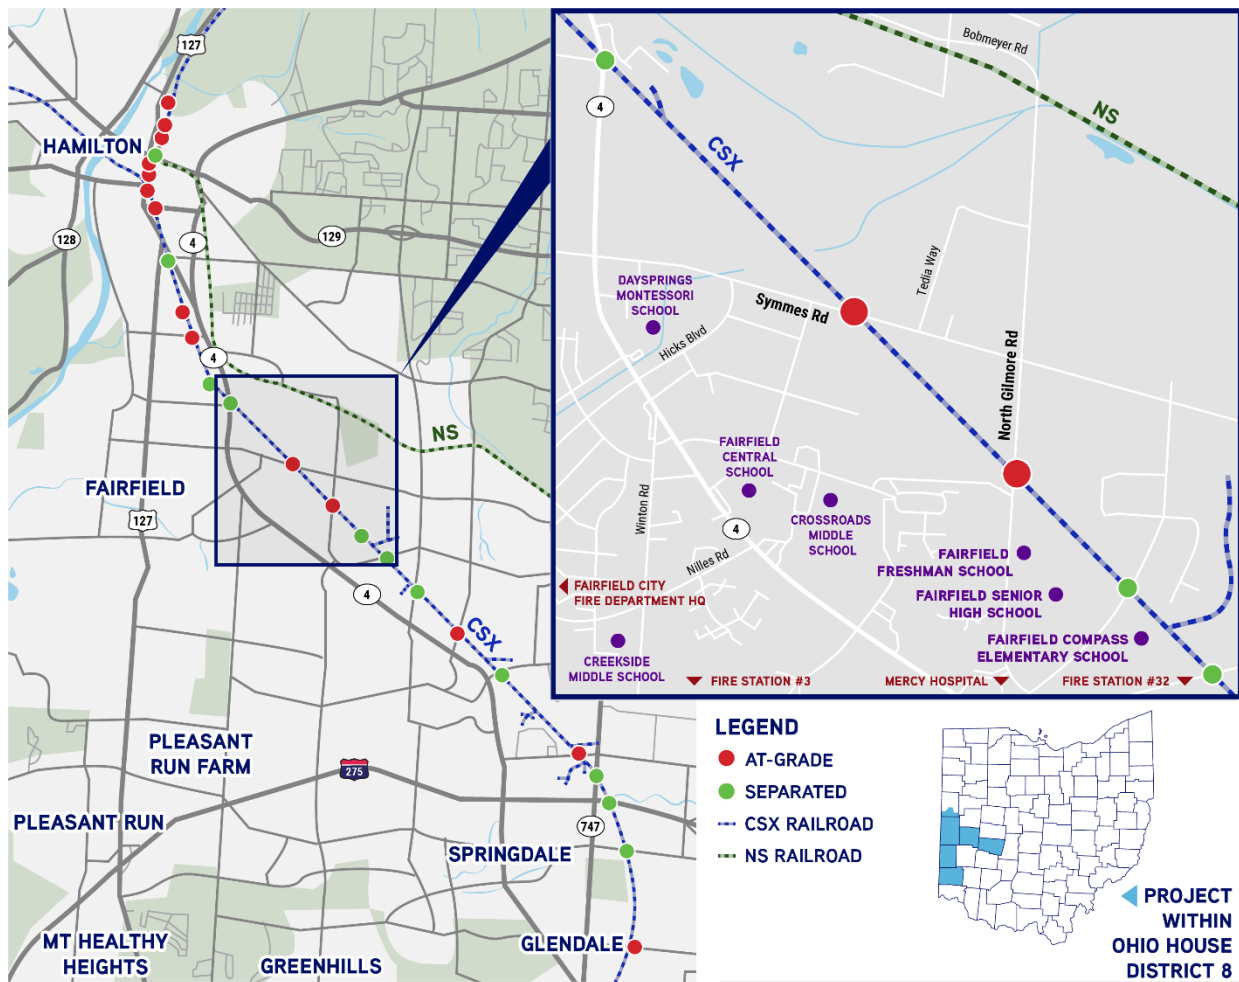 127
HAMILTON
128
4
129
4
NS
FAIRFIELD
127
4
CSX
PLEASANT
RUN FARM
275
PLEASANT RUN
747
SPRINGDALE
MT HEALTHY
HEIGHTS
GREENHILLS
GLENDALE
Bobmeyer Rd
4
NS
CSX
Tedia Way
DAYSPRINGS
MONTESSORI
SCHOOL
Symmes Rd
Hicks Blvd
North Gilmore Rd
FAIRFIELD
CENTRAL
SCHOOL
Winton Rd
4
CROSSROADS
MIDDLE
SCHOOL
Nilles Rd
FAIRFIELD
FRESHMAN SCHOOL
FAIRFIELD CITY
FIRE DEPARTMENT HQ
FAIRFIELD SENIOR
HIGH SCHOOL
FAIRFIELD COMPASS
ELEMENTARY SCHOOL
CREEKSIDE
MIDDLE SCHOOL
FIRE STATION #3
MERCY HOSPITAL
FIRE STATION #32
LEGEND
AT-GRADE
SEPARATED
CSX RAILROAD
NS RAILROAD
PROJECT
WITHIN
OHIO HOUSE
DISTRICT 8